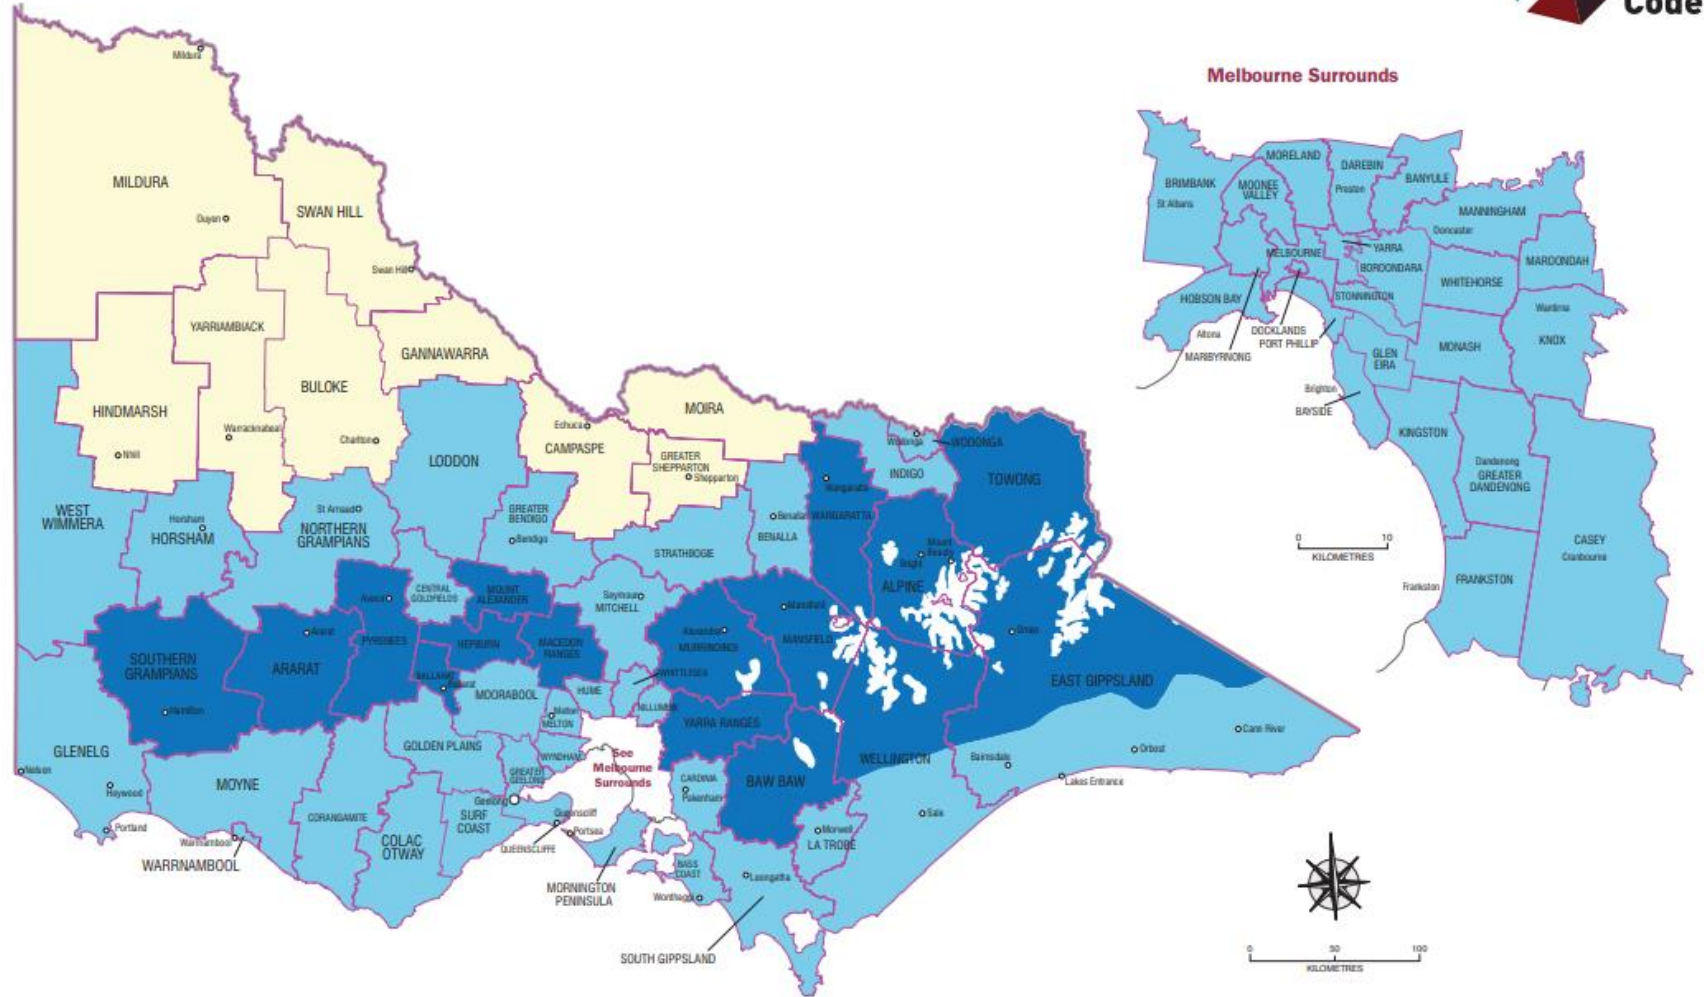 Code
Melbourne Surrounds
Mildura
MILDURA
Ouyen
SWAN HILL
Swan Hill
YARRIAMBIACK
GANNAWARRA
BULOKE
HINDMARSH
Warracknabeal
Nhill
Charlton
MOIRA
Echuca
CAMPASPE
GREATER
SHEPPARTON
Shepparton
LODDON
WEST
WIMMERA
Horsham
HORSHAM
St Arnaud
NORTHERN
GRAMPIANS
GREATER
BENDIGO
Bendigo
STRATHBOGIE
Benalla
BENALLA
Wangaratta
WANGARATTA
Wodonga
WODONGA
INDIGO
TOWONG
Mount
Beauty
Bright
ALPINE
Omeo
EAST GIPPSLAND
Avoca
CENTRAL
GOLDFIELDS
MOUNT
ALEXANDER
Seymour
MITCHELL
Mansfield
MANSFIELD
Alexandra
MURRINDINDI
SOUTHERN
GRAMPIANS
Hamilton
Ararat
ARARAT
PYRENEES
HEPBURN
MACEDON
RANGES
BALLARAT
Ballarat
MOORABOOL
HUME
WHITTLESEA
NILLUMBIK
Melton
MELTON
YARRA RANGES
GLENELG
Nelson
Heywood
Portland
MOYNE
Warrnambool
WARRNAMBOOL
GOLDEN PLAINS
CORANGAMITE
COLAC
OTWAY
SURF
COAST
GREATER
GEELONG
Geelong
WYNDHAM
See
Melbourne
Surrounds
Queenscliff
QUEENSCLIFFE
Portsea
MORNINGTON
PENINSULA
CARDINIA
Pakenham
BAW BAW
WELLINGTON
BASS
COAST
Wonthaggi
Leongatha
SOUTH GIPPSLAND
Morwell
LA TROBE
Sale
Bairnsdale
Lakes Entrance
Orbost
Cann River
MORELAND
DAREBIN
Preston
BANYULE
BRIMBANK
St Albans
MOONEE
VALLEY
MANNINGHAM
Doncaster
YARRA
MELBOURNE
BOROONDARA
MAROONDAH
WHITEHORSE
HOBSON BAY
STONNINGTON
Altona
DOCKLANDS
PORT PHILLIP
MARIBYRNONG
Wantirna
KNOX
MONASH
GLEN
EIRA
Brighton
BAYSIDE
KINGSTON
Dandenong
GREATER
DANDENONG
CASEY
Cranbourne
Frankston
FRANKSTON
0 10
KILOMETRES
0 50 100
KILOMETRES